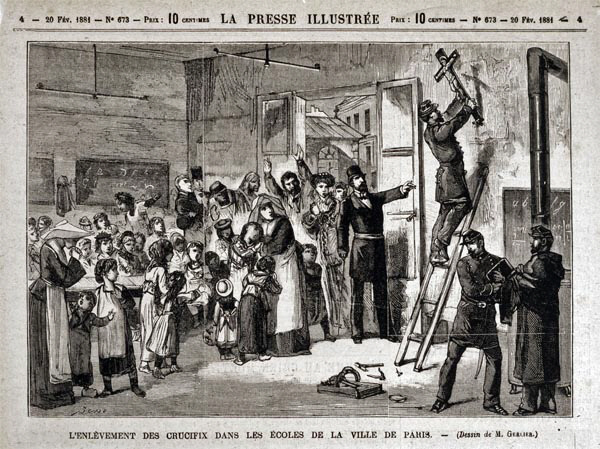 4 — 20 Fév. 1881 — N° 673 — Prix : 10 centimes — LA PRESSE ILLUSTRÉE — Prix : 10 centimes — N° 673 — 20 Fév. 1881 — 4
L'ENLÈVEMENT DES CRUCIFIX DANS LES ÉCOLES DE LA VILLE DE PARIS. — (Dessin de M. Gerlier.)